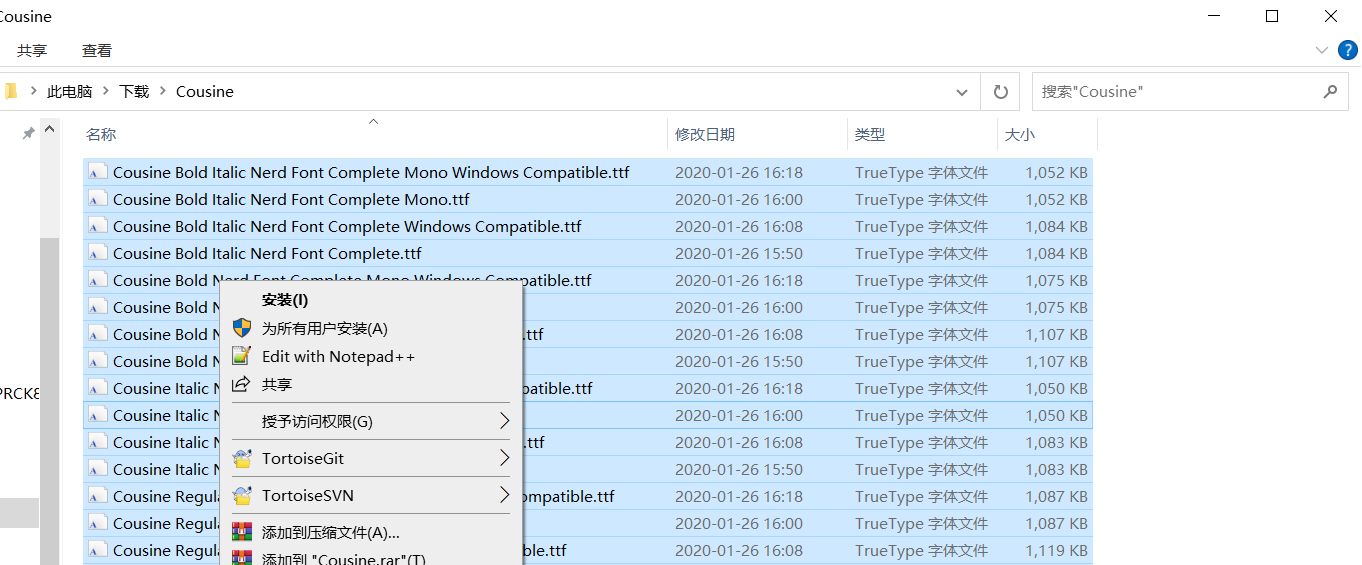 Cousine
共享 查看
此电脑 下载 Cousine 搜索"Cousine"
名称 修改日期 类型 大小
Cousine Bold Italic Nerd Font Complete Mono Windows Compatible.ttf 2020-01-26 16:18 TrueType 字体文件 1,052 KB
Cousine Bold Italic Nerd Font Complete Mono.ttf 2020-01-26 16:00 TrueType 字体文件 1,052 KB
Cousine Bold Italic Nerd Font Complete Windows Compatible.ttf 2020-01-26 16:08 TrueType 字体文件 1,084 KB
Cousine Bold Italic Nerd Font Complete.ttf 2020-01-26 15:50 TrueType 字体文件 1,084 KB
Cousine Bold Nerd Font Complete Mono Windows Compatible.ttf 2020-01-26 16:18 TrueType 字体文件 1,075 KB
Cousine Bold N 2020-01-26 16:00 TrueType 字体文件 1,075 KB
Cousine Bold N .ttf 2020-01-26 16:08 TrueType 字体文件 1,107 KB
Cousine Bold N 2020-01-26 15:50 TrueType 字体文件 1,107 KB
Cousine Italic N patible.ttf 2020-01-26 16:18 TrueType 字体文件 1,050 KB
Cousine Italic N 2020-01-26 16:00 TrueType 字体文件 1,050 KB
Cousine Italic N .ttf 2020-01-26 16:08 TrueType 字体文件 1,083 KB
Cousine Italic N 2020-01-26 15:50 TrueType 字体文件 1,083 KB
Cousine Regula ompatible.ttf 2020-01-26 16:18 TrueType 字体文件 1,087 KB
Cousine Regula 2020-01-26 16:00 TrueType 字体文件 1,087 KB
Cousine Regula ble.ttf 2020-01-26 16:08 TrueType 字体文件 1,119 KB
安装(I)
为所有用户安装(A)
Edit with Notepad++
共享
授予访问权限(G)
TortoiseGit
TortoiseSVN
添加到压缩文件(A)...
添加到 "Cousine.rar"(T)
PRCK8